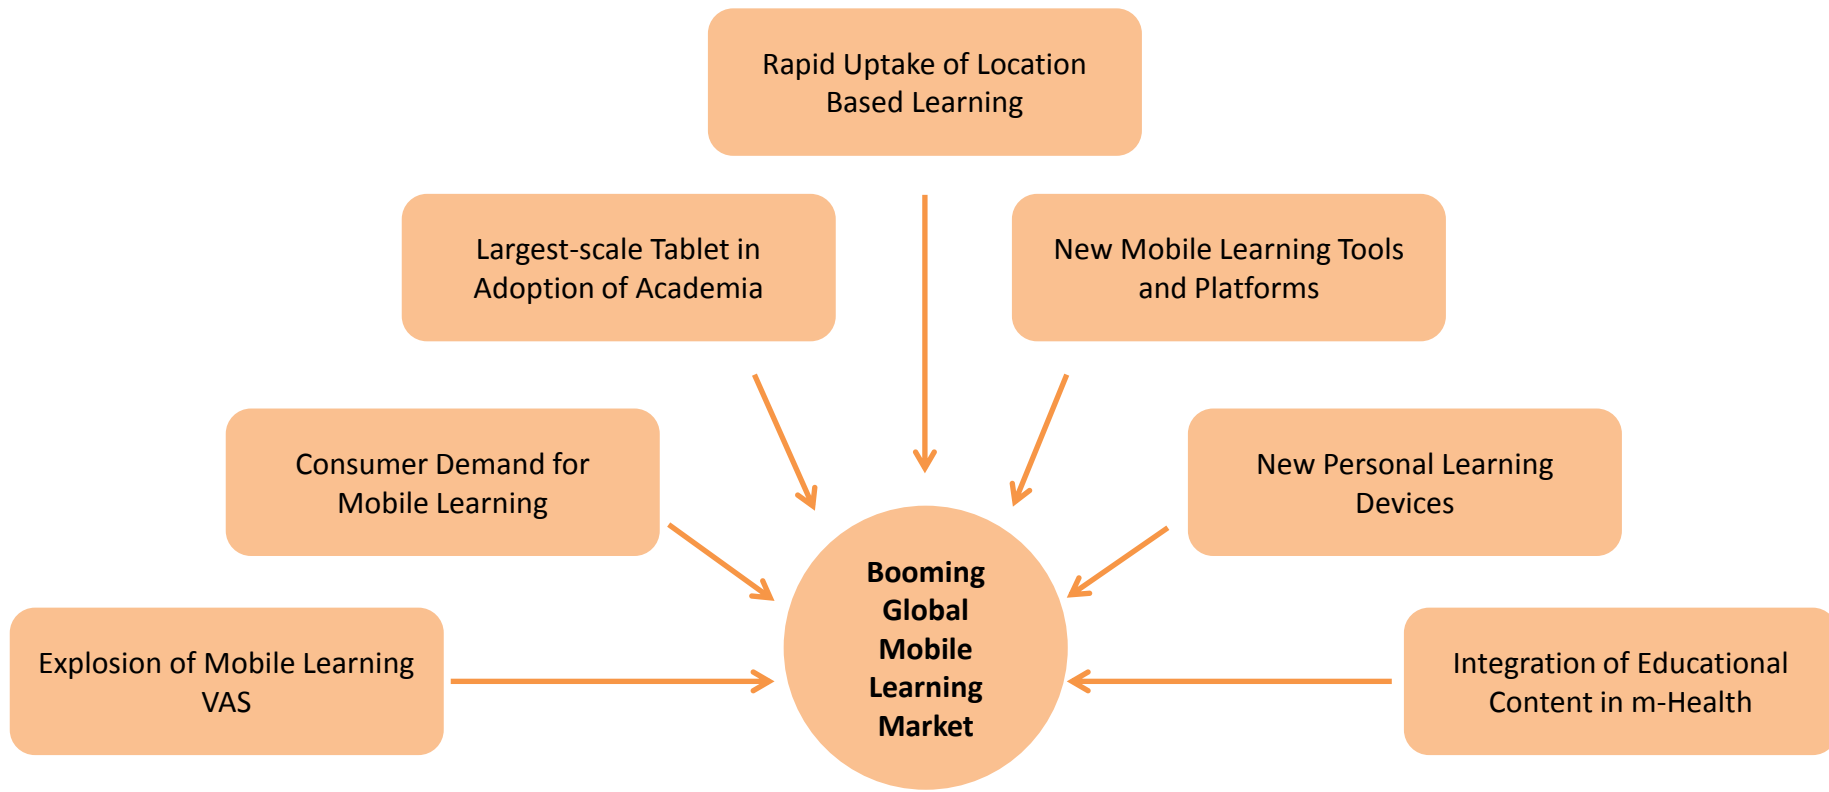 Rapid Uptake of Location
Based Learning
Largest-scale Tablet in
Adoption of Academia
New Mobile Learning Tools
and Platforms
Consumer Demand for
Mobile Learning
New Personal Learning
Devices
Booming
Global
Mobile
Learning
Market
Explosion of Mobile Learning
VAS
Integration of Educational
Content in m-Health